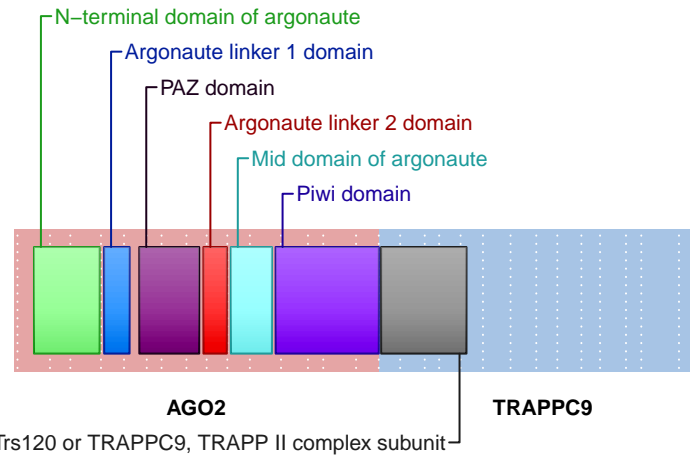 N−terminal domain of argonaute
Argonaute linker 1 domain
PAZ domain
Argonaute linker 2 domain
Mid domain of argonaute
Piwi domain
AGO2 TRAPPC9
Trs120 or TRAPPC9, TRAPP II complex subunit